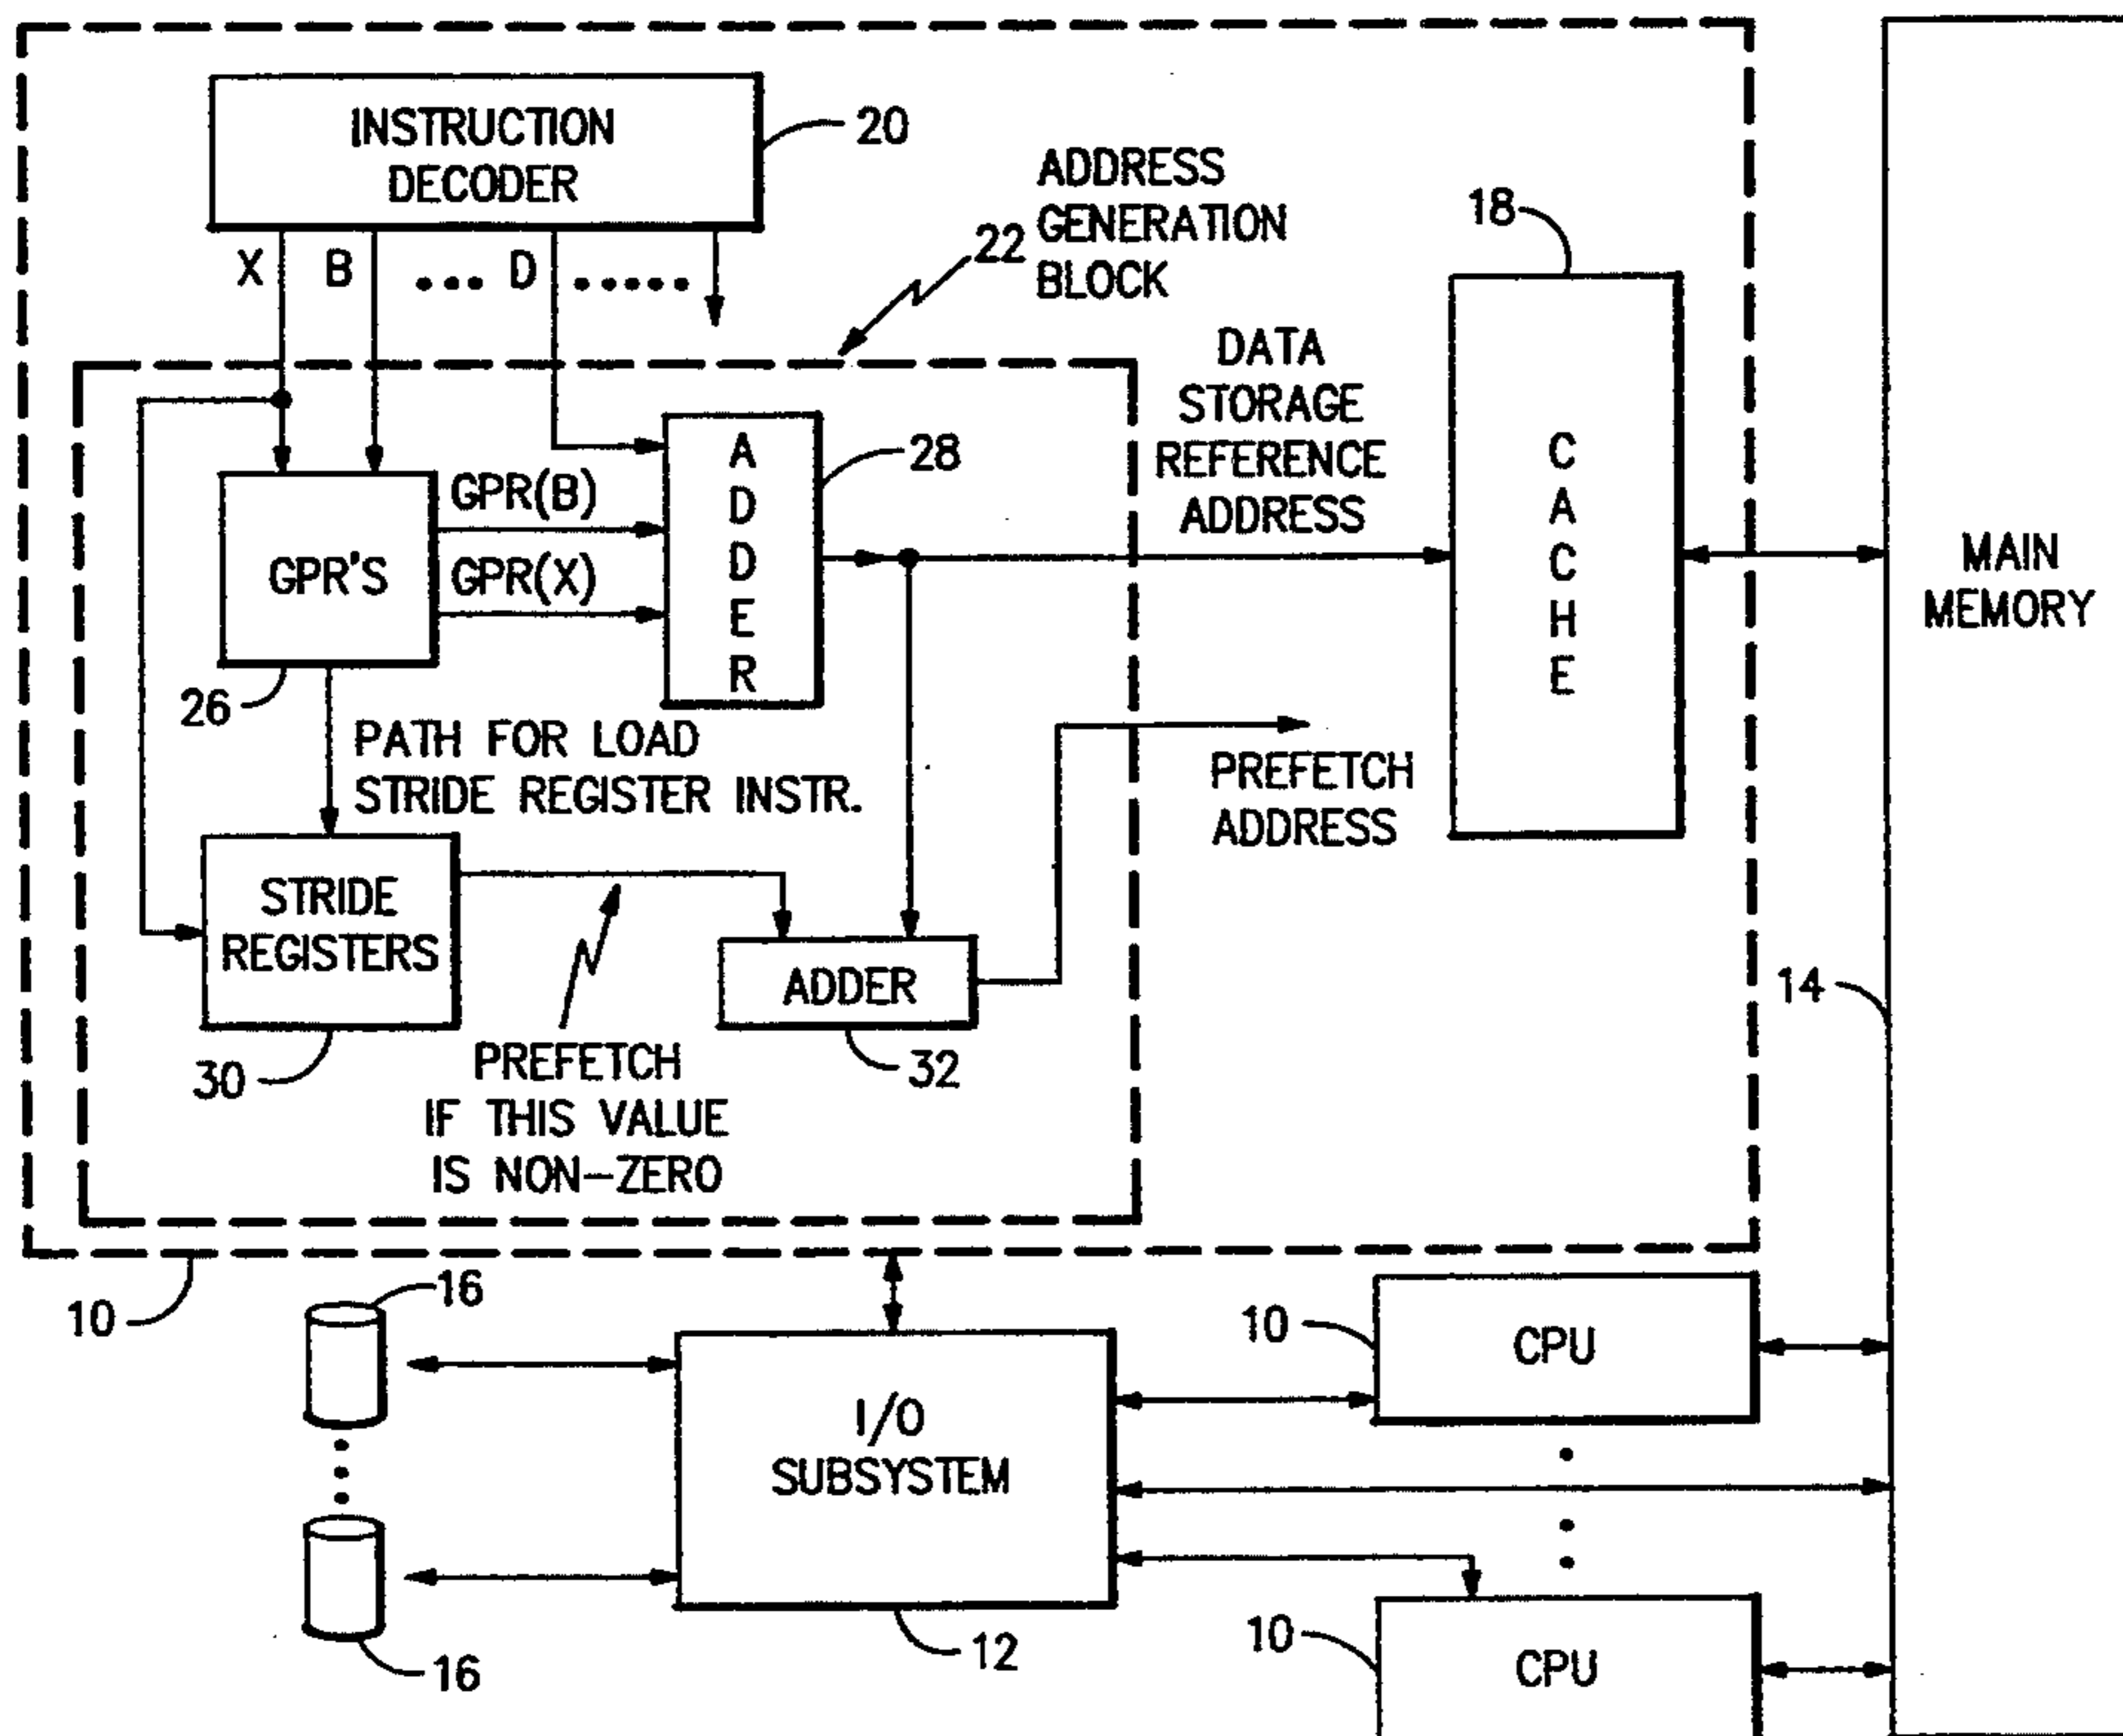 INSTRUCTION
DECODER
20
X
B
... D .....
22
ADDRESS
GENERATION
BLOCK
18
DATA
STORAGE
REFERENCE
ADDRESS
A
D
D
E
R
28
GPR(B)
GPR(X)
GPR'S
26
C
A
C
H
E
MAIN
MEMORY
PATH FOR LOAD
STRIDE REGISTER INSTR.
PREFETCH
ADDRESS
STRIDE
REGISTERS
30
ADDER
32
14
PREFETCH
IF THIS VALUE
IS NON-ZERO
10
16
I/O
SUBSYSTEM
12
10
CPU
16
10
CPU